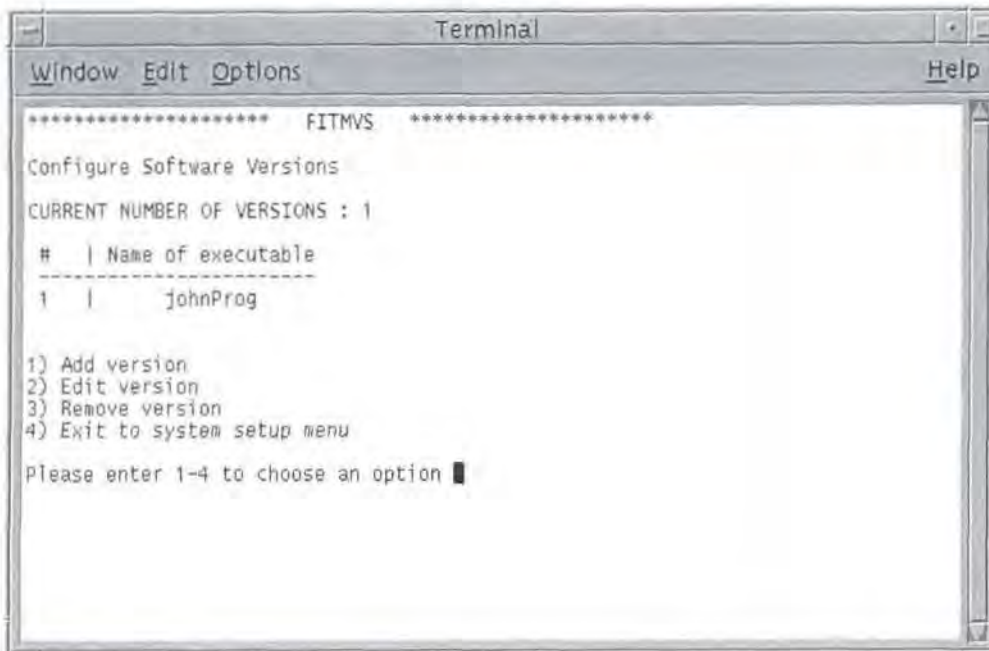 Terminal
Window Edit Options Help
********************* FITMVS *********************
Configure Software Versions
CURRENT NUMBER OF VERSIONS : 1
# | Name of executable
------------------------
1 | johnProg
1) Add version
2) Edit version
3) Remove version
4) Exit to system setup menu
Please enter 1-4 to choose an option